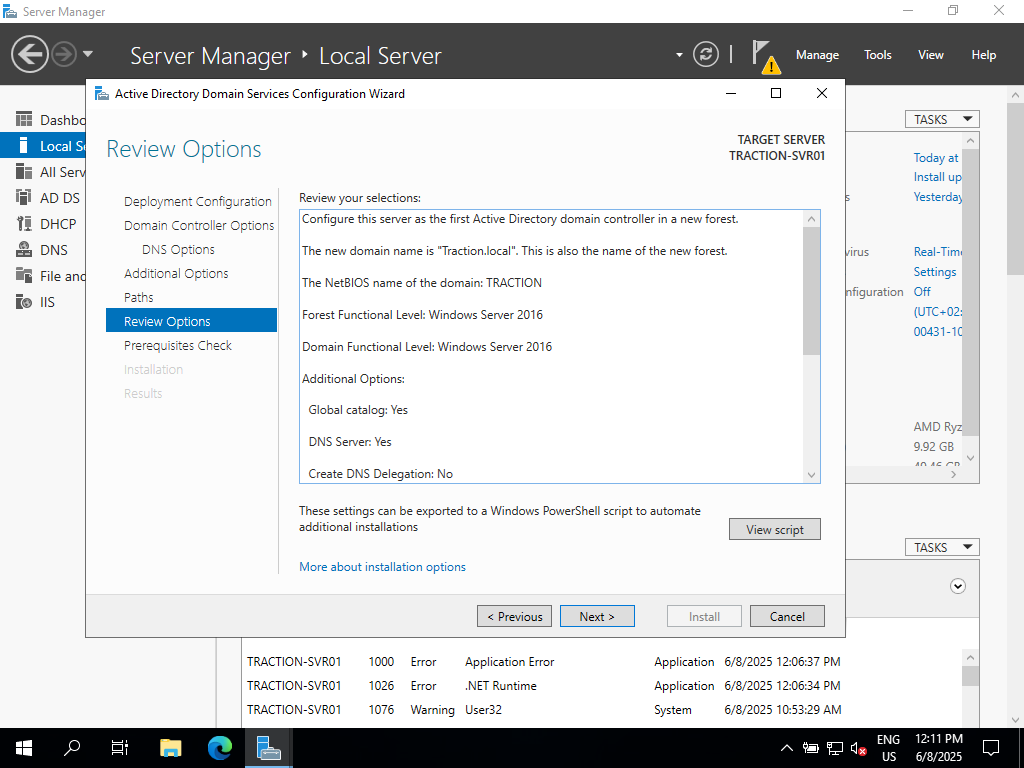 Server Manager
Server Manager
Local Server
Manage
Tools
View
Help
Active Directory Domain Services Configuration Wizard
Review Options
TARGET SERVER
TRACTION-SVR01
Deployment Configuration
Domain Controller Options
DNS Options
Additional Options
Paths
Review Options
Prerequisites Check
Installation
Results
Review your selections:
Configure this server as the first Active Directory domain controller in a new forest.
The new domain name is "Traction.local". This is also the name of the new forest.
The NetBIOS name of the domain: TRACTION
Forest Functional Level: Windows Server 2016
Domain Functional Level: Windows Server 2016
Additional Options:
Global catalog: Yes
DNS Server: Yes
Create DNS Delegation: No
These settings can be exported to a Windows PowerShell script to automate
additional installations
View script
More about installation options
< Previous
Next >
Install
Cancel
Dashbo
Local Se
All Serv
AD DS
DHCP
DNS
File and
IIS
TASKS
Today at
Install up
s
Yesterday
virus
Real-Time
Settings
nfiguration
Off
(UTC+02:
00431-10
AMD Ryz
9.92 GB
49.46 GB
TASKS
TRACTION-SVR01 1000 Error Application Error Application 6/8/2025 12:06:37 PM
TRACTION-SVR01 1026 Error .NET Runtime Application 6/8/2025 12:06:34 PM
TRACTION-SVR01 1076 Warning User32 System 6/8/2025 10:53:29 AM
ENG
US
12:11 PM
6/8/2025